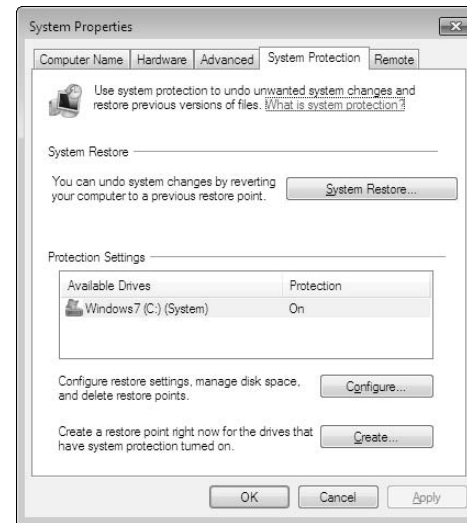 System Properties
Computer Name Hardware Advanced System Protection Remote
Use system protection to undo unwanted system changes and
restore previous versions of files. What is system protection?
System Restore
You can undo system changes by reverting
your computer to a previous restore point.
System Restore...
Protection Settings
Available Drives Protection
Windows7 (C:) (System) On
Configure restore settings, manage disk space,
and delete restore points.
Configure...
Create a restore point right now for the drives that
have system protection turned on.
Create...
OK Cancel Apply